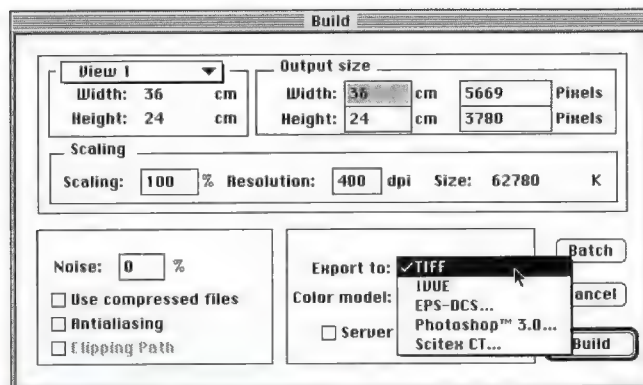 Build
View 1
Width: 36 cm
Height: 24 cm
Output size
Width: 36 cm 5669 Pixels
Height: 24 cm 3780 Pixels
Scaling
Scaling: 100 % Resolution: 400 dpi Size: 62780 K
Noise: 0 %
Use compressed files
Antialiasing
Clipping Path
Export to: ✓TIFF
IVUE
EPS-DCS...
Photoshop™ 3.0...
Scitex CT...
Color model:
Server
Batch
ancel
Build